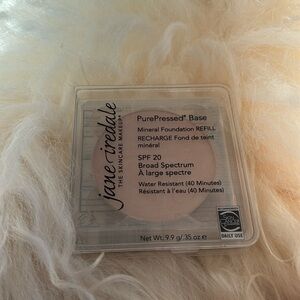 jane iredale
THE SKINCARE MAKEUP®
PurePressed® Base
Mineral Foundation REFILL
RECHARGE Fond de teint
minéral
SPF 20
Broad Spectrum
À large spectre
Water Resistant (40 Minutes)
Résistant à l'eau (40 Minutes)
DAILY USE
Net Wt. 9.9 g/.35 oz e